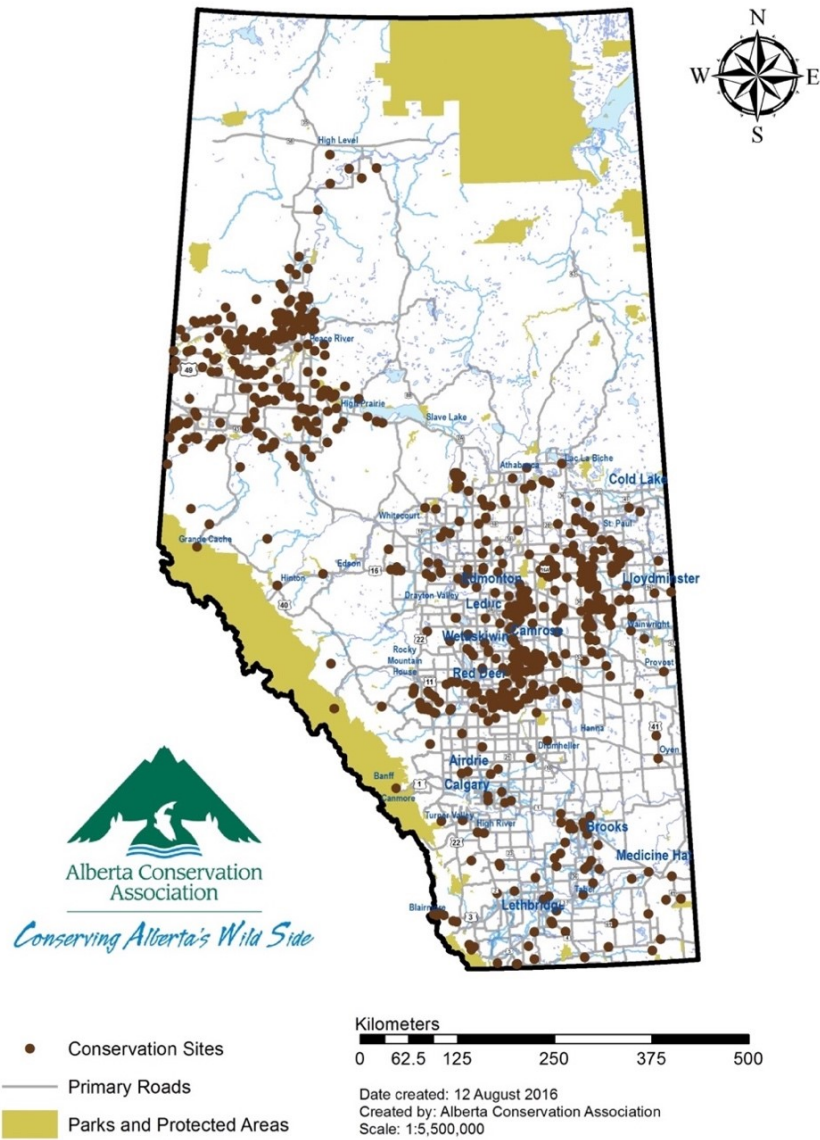 N
W E
S
High Level
Peace River
49
High Prairie
Slave Lake
Athabasca
Lac La Biche
Cold Lake
Whitecourt
St. Paul
Grande Cache
Edson
16
Hinton
Edmonton
Lloydminster
40
Drayton Valley
Leduc
Wainwright
22
Wetaskiwin
Camrose
Rocky
Mountain
House
Provost
11
Red Deer
Hanna
41
Drumheller
Oyen
Airdrie
Banff
1
Calgary
Canmore
Turner Valley
High River
Brooks
22
Medicine Hat
Taber
Blairmore
3
Lethbridge
Alberta Conservation
Association
Conserving Alberta's Wild Side
Conservation Sites
Primary Roads
Parks and Protected Areas
Kilometers
0 62.5 125 250 375 500
Date created: 12 August 2016
Created by: Alberta Conservation Association
Scale: 1:5,500,000